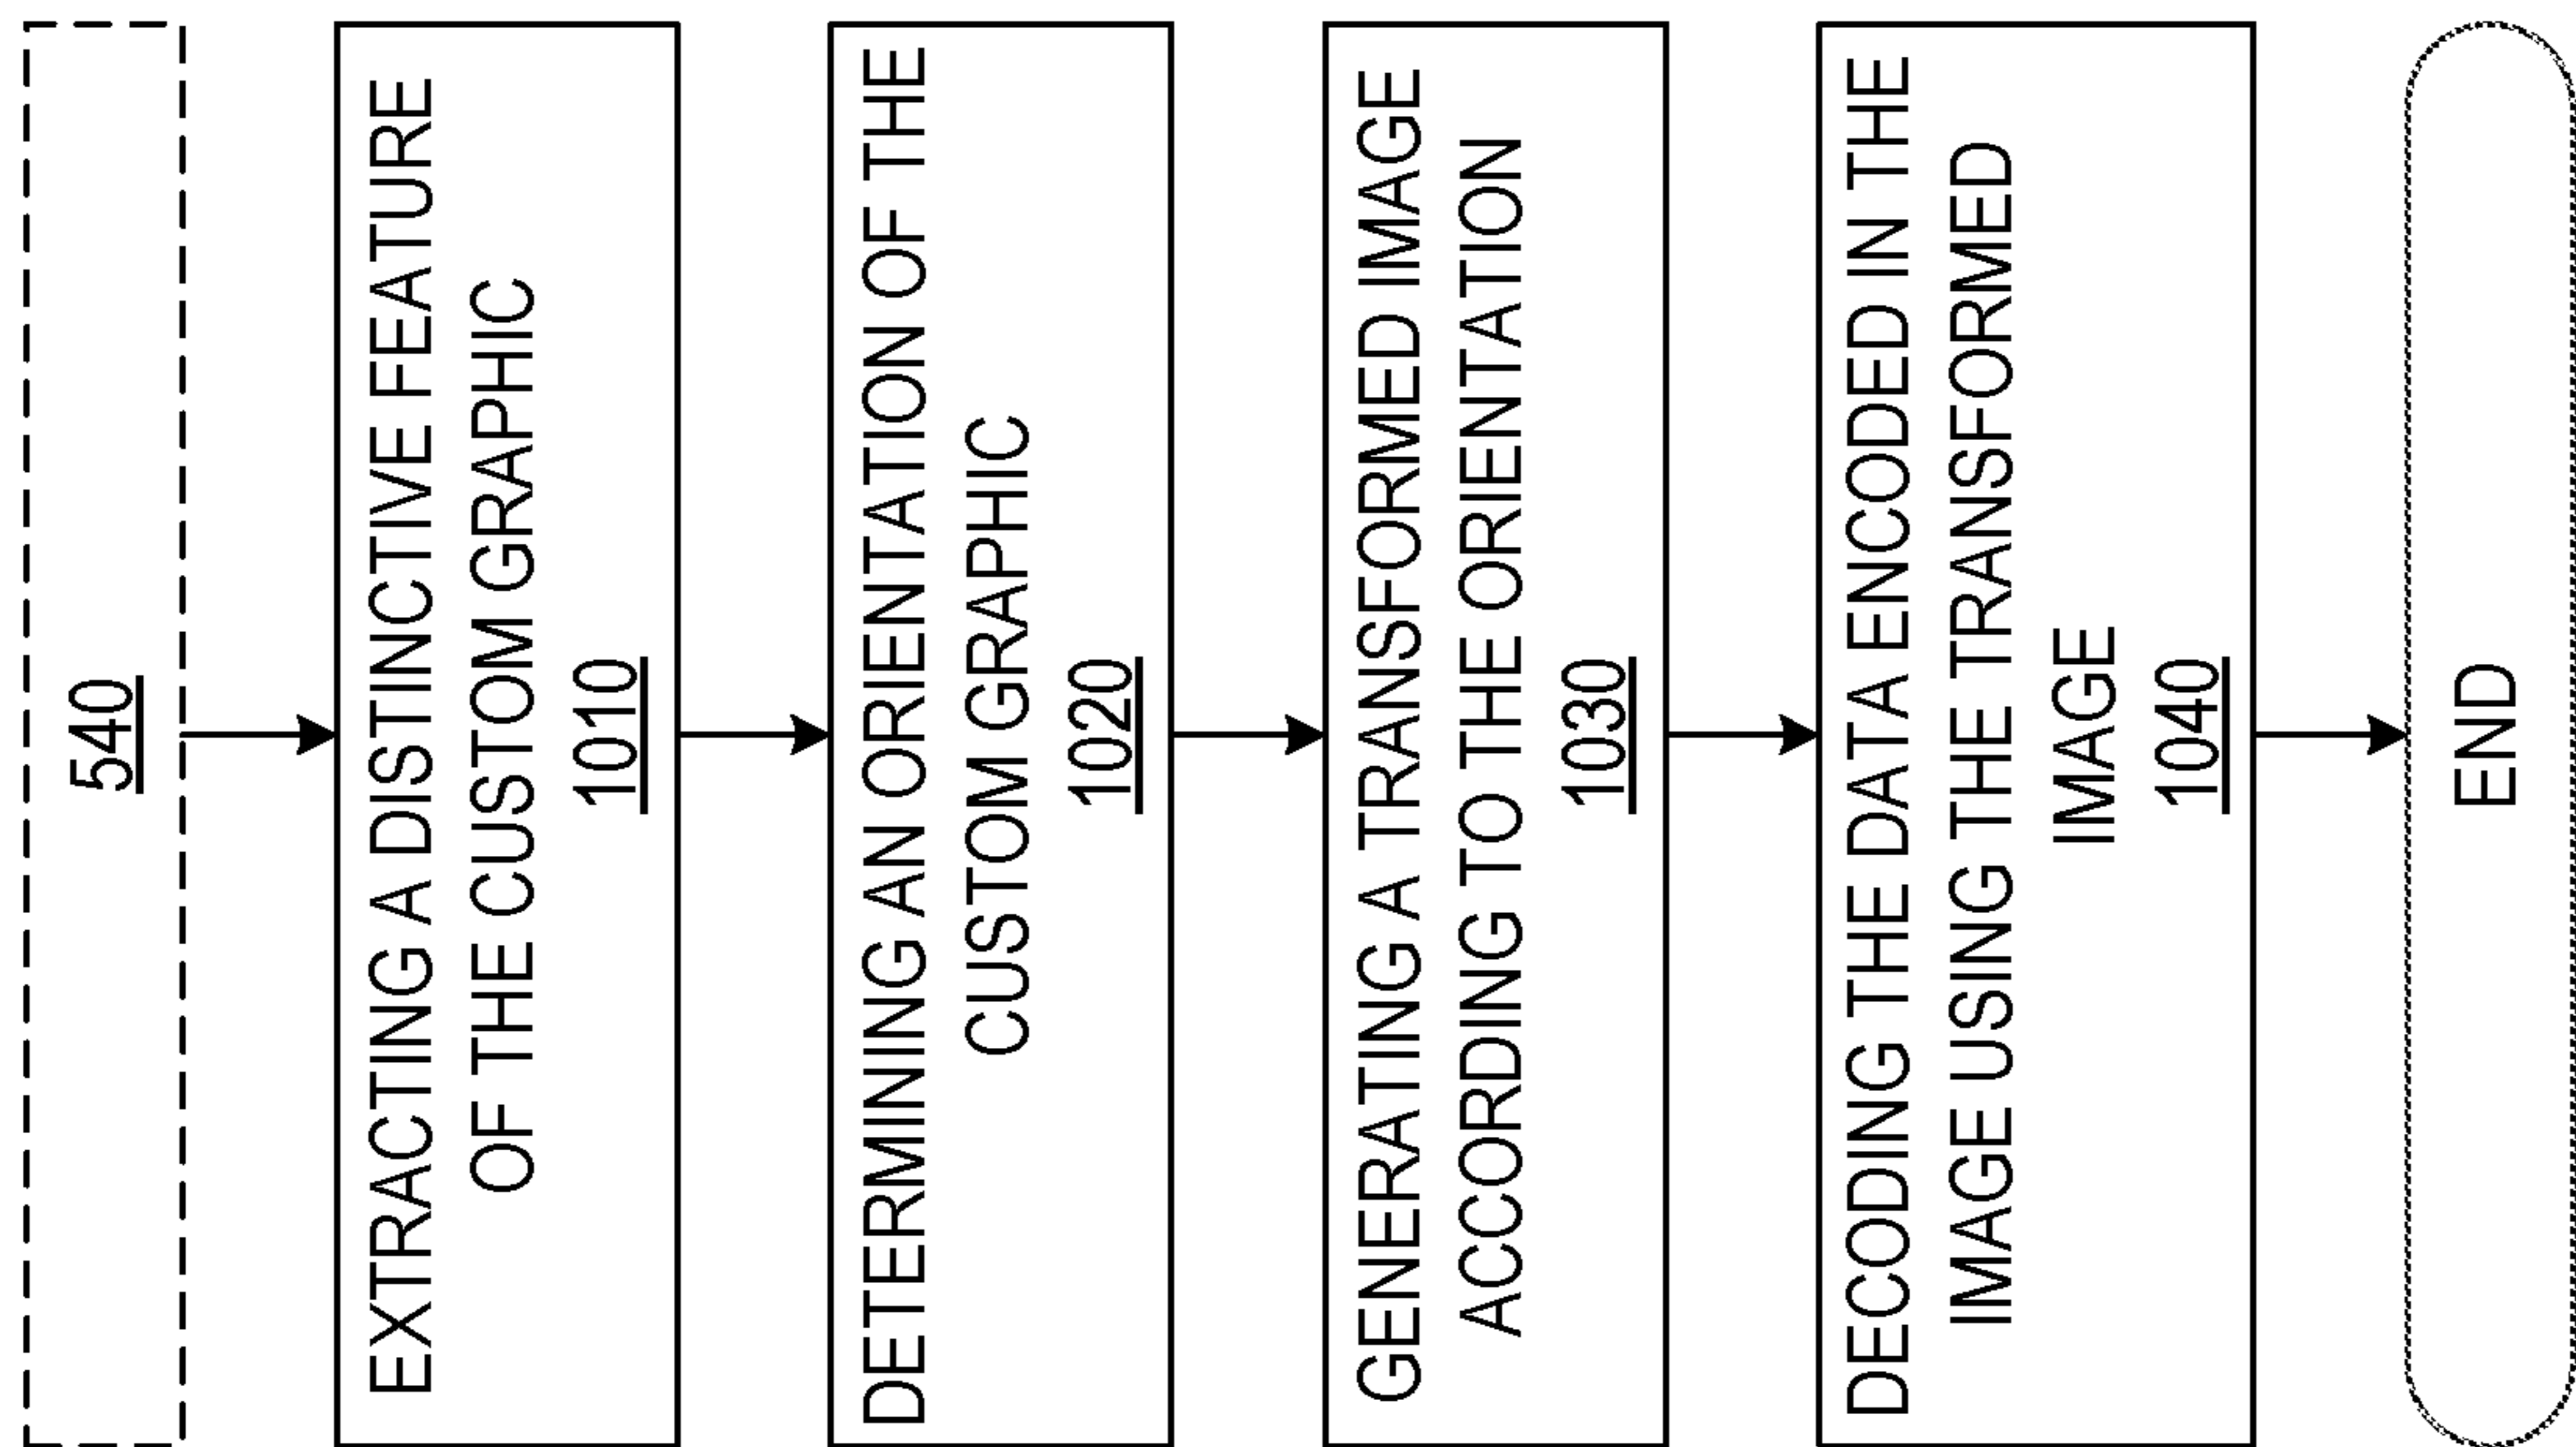 540
EXTRACTING A DISTINCTIVE FEATURE
OF THE CUSTOM GRAPHIC
1010
DETERMINING AN ORIENTATION OF THE
CUSTOM GRAPHIC
1020
GENERATING A TRANSFORMED IMAGE
ACCORDING TO THE ORIENTATION
1030
DECODING THE DATA ENCODED IN THE
IMAGE USING THE TRANSFORMED
IMAGE
1040
END